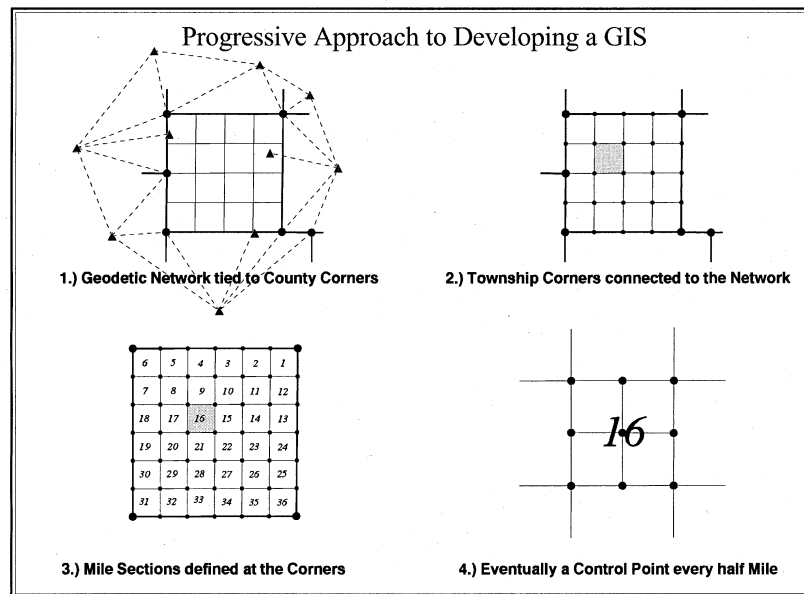 Progressive Approach to Developing a GIS
1.) Geodetic Network tied to County Corners
2.) Township Corners connected to the Network
6 5 4 3 2 1
7 8 9 10 11 12
18 17 16 15 14 13
19 20 21 22 23 24
30 29 28 27 26 25
31 32 33 34 35 36
16
3.) Mile Sections defined at the Corners
4.) Eventually a Control Point every half Mile